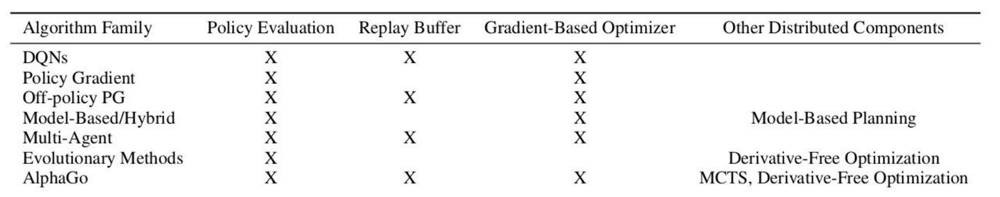 Algorithm Family Policy Evaluation Replay Buffer Gradient-Based Optimizer Other Distributed Components
DQNs X X X
Policy Gradient X X
Off-policy PG X X X
Model-Based/Hybrid X X Model-Based Planning
Multi-Agent X X X
Evolutionary Methods X Derivative-Free Optimization
AlphaGo X X X MCTS, Derivative-Free Optimization